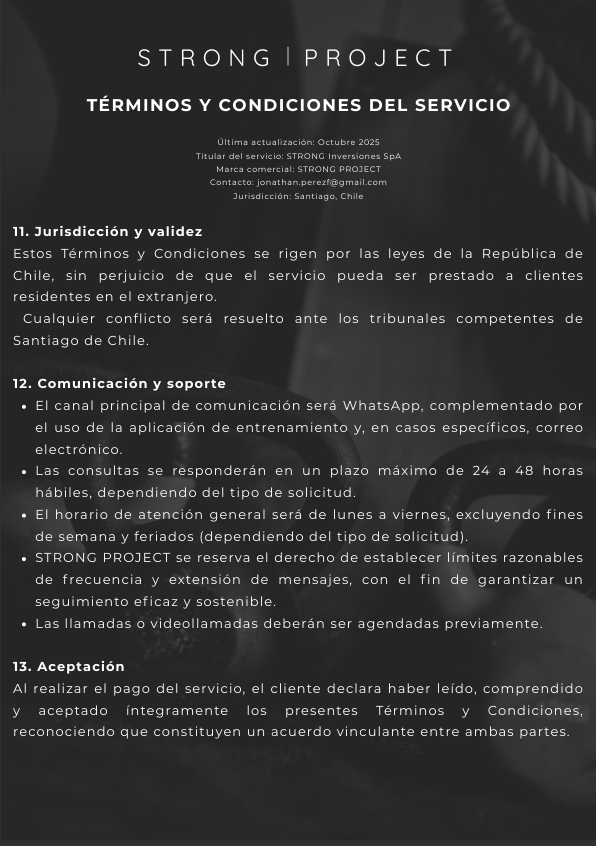 STRONG | PROJECT
TÉRMINOS Y CONDICIONES DEL SERVICIO
Última actualización: Octubre 2025
Titular del servicio: STRONG Inversiones SpA
Marca comercial: STRONG PROJECT
Contacto: jonathan.perezf@gmail.com
Jurisdicción: Santiago, Chile
11. Jurisdicción y validez
Estos Términos y Condiciones se rigen por las leyes de la República de
Chile, sin perjuicio de que el servicio pueda ser prestado a clientes
residentes en el extranjero.
Cualquier conflicto será resuelto ante los tribunales competentes de
Santiago de Chile.
12. Comunicación y soporte
• El canal principal de comunicación será WhatsApp, complementado por
el uso de la aplicación de entrenamiento y, en casos específicos, correo
electrónico.
• Las consultas se responderán en un plazo máximo de 24 a 48 horas
hábiles, dependiendo del tipo de solicitud.
• El horario de atención general será de lunes a viernes, excluyendo fines
de semana y feriados (dependiendo del tipo de solicitud).
• STRONG PROJECT se reserva el derecho de establecer límites razonables
de frecuencia y extensión de mensajes, con el fin de garantizar un
seguimiento eficaz y sostenible.
• Las llamadas o videollamadas deberán ser agendadas previamente.
13. Aceptación
Al realizar el pago del servicio, el cliente declara haber leído, comprendido
y aceptado íntegramente los presentes Términos y Condiciones,
reconociendo que constituyen un acuerdo vinculante entre ambas partes.